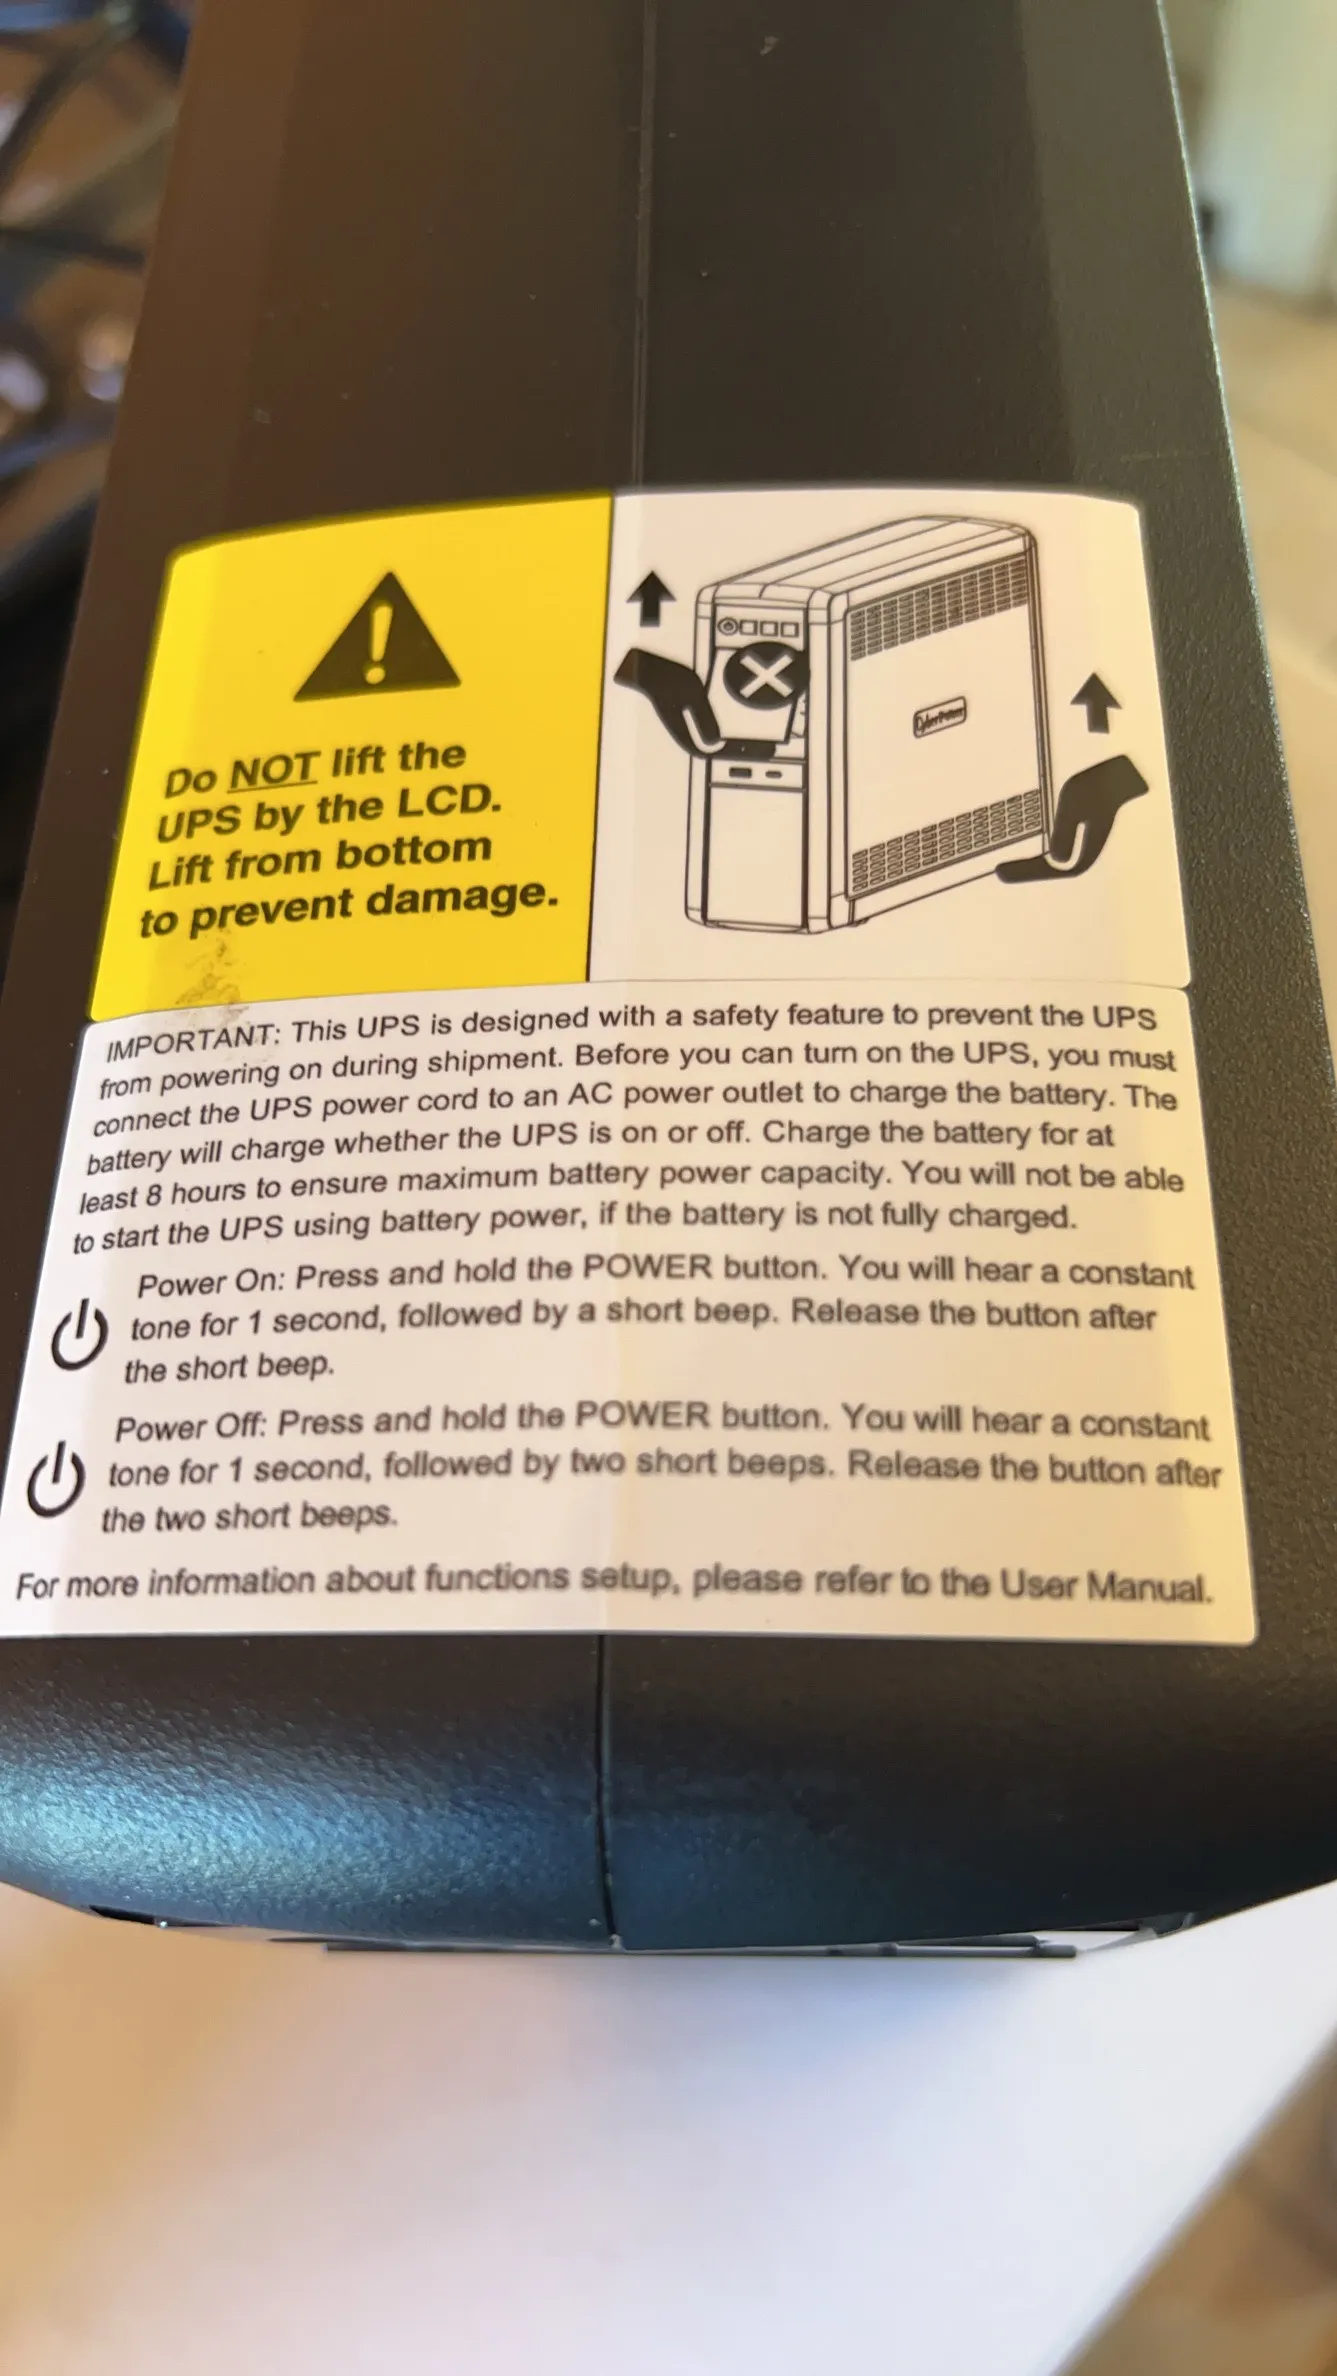 Do NOT lift the
UPS by the LCD.
Lift from bottom
to prevent damage.
CyberPower
IMPORTANT: This UPS is designed with a safety feature to prevent the UPS
from powering on during shipment. Before you can turn on the UPS, you must
connect the UPS power cord to an AC power outlet to charge the battery. The
battery will charge whether the UPS is on or off. Charge the battery for at
least 8 hours to ensure maximum battery power capacity. You will not be able
to start the UPS using battery power, if the battery is not fully charged.
Power On: Press and hold the POWER button. You will hear a constant
tone for 1 second, followed by a short beep. Release the button after
the short beep.
Power Off: Press and hold the POWER button. You will hear a constant
tone for 1 second, followed by two short beeps. Release the button after
the two short beeps.
For more information about functions setup, please refer to the User Manual.